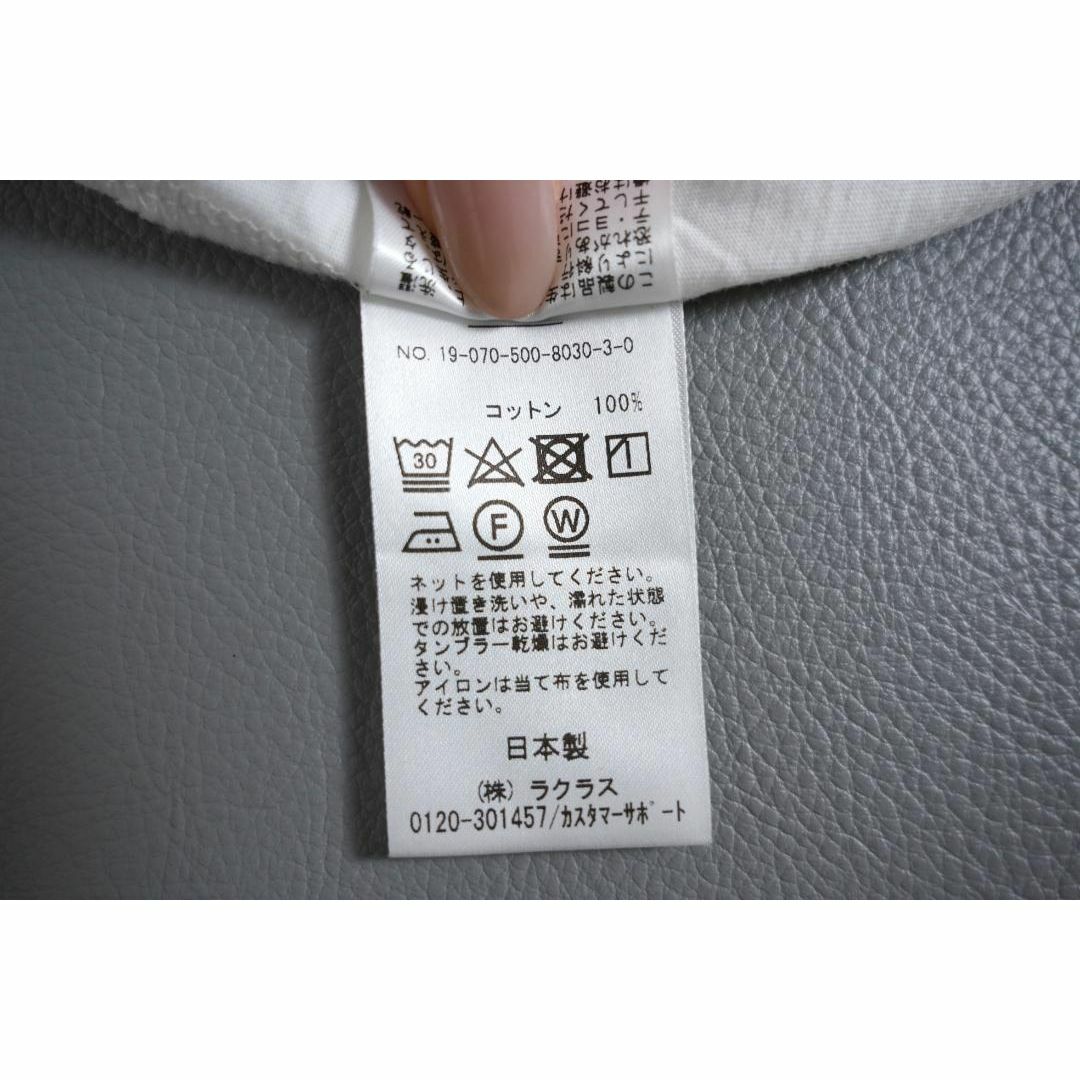 NO. 19-070-500-8030-3-0
コットン 100%
30
F
W
ネットを使用してください。
浸け置き洗いや、濡れた状態
での放置はお避けください。
タンブラー乾燥はお避けくだ
さい。
アイロンは当て布を使用して
ください。
日本製
(株) ラクラス
0120-301457/カスタマーサポート